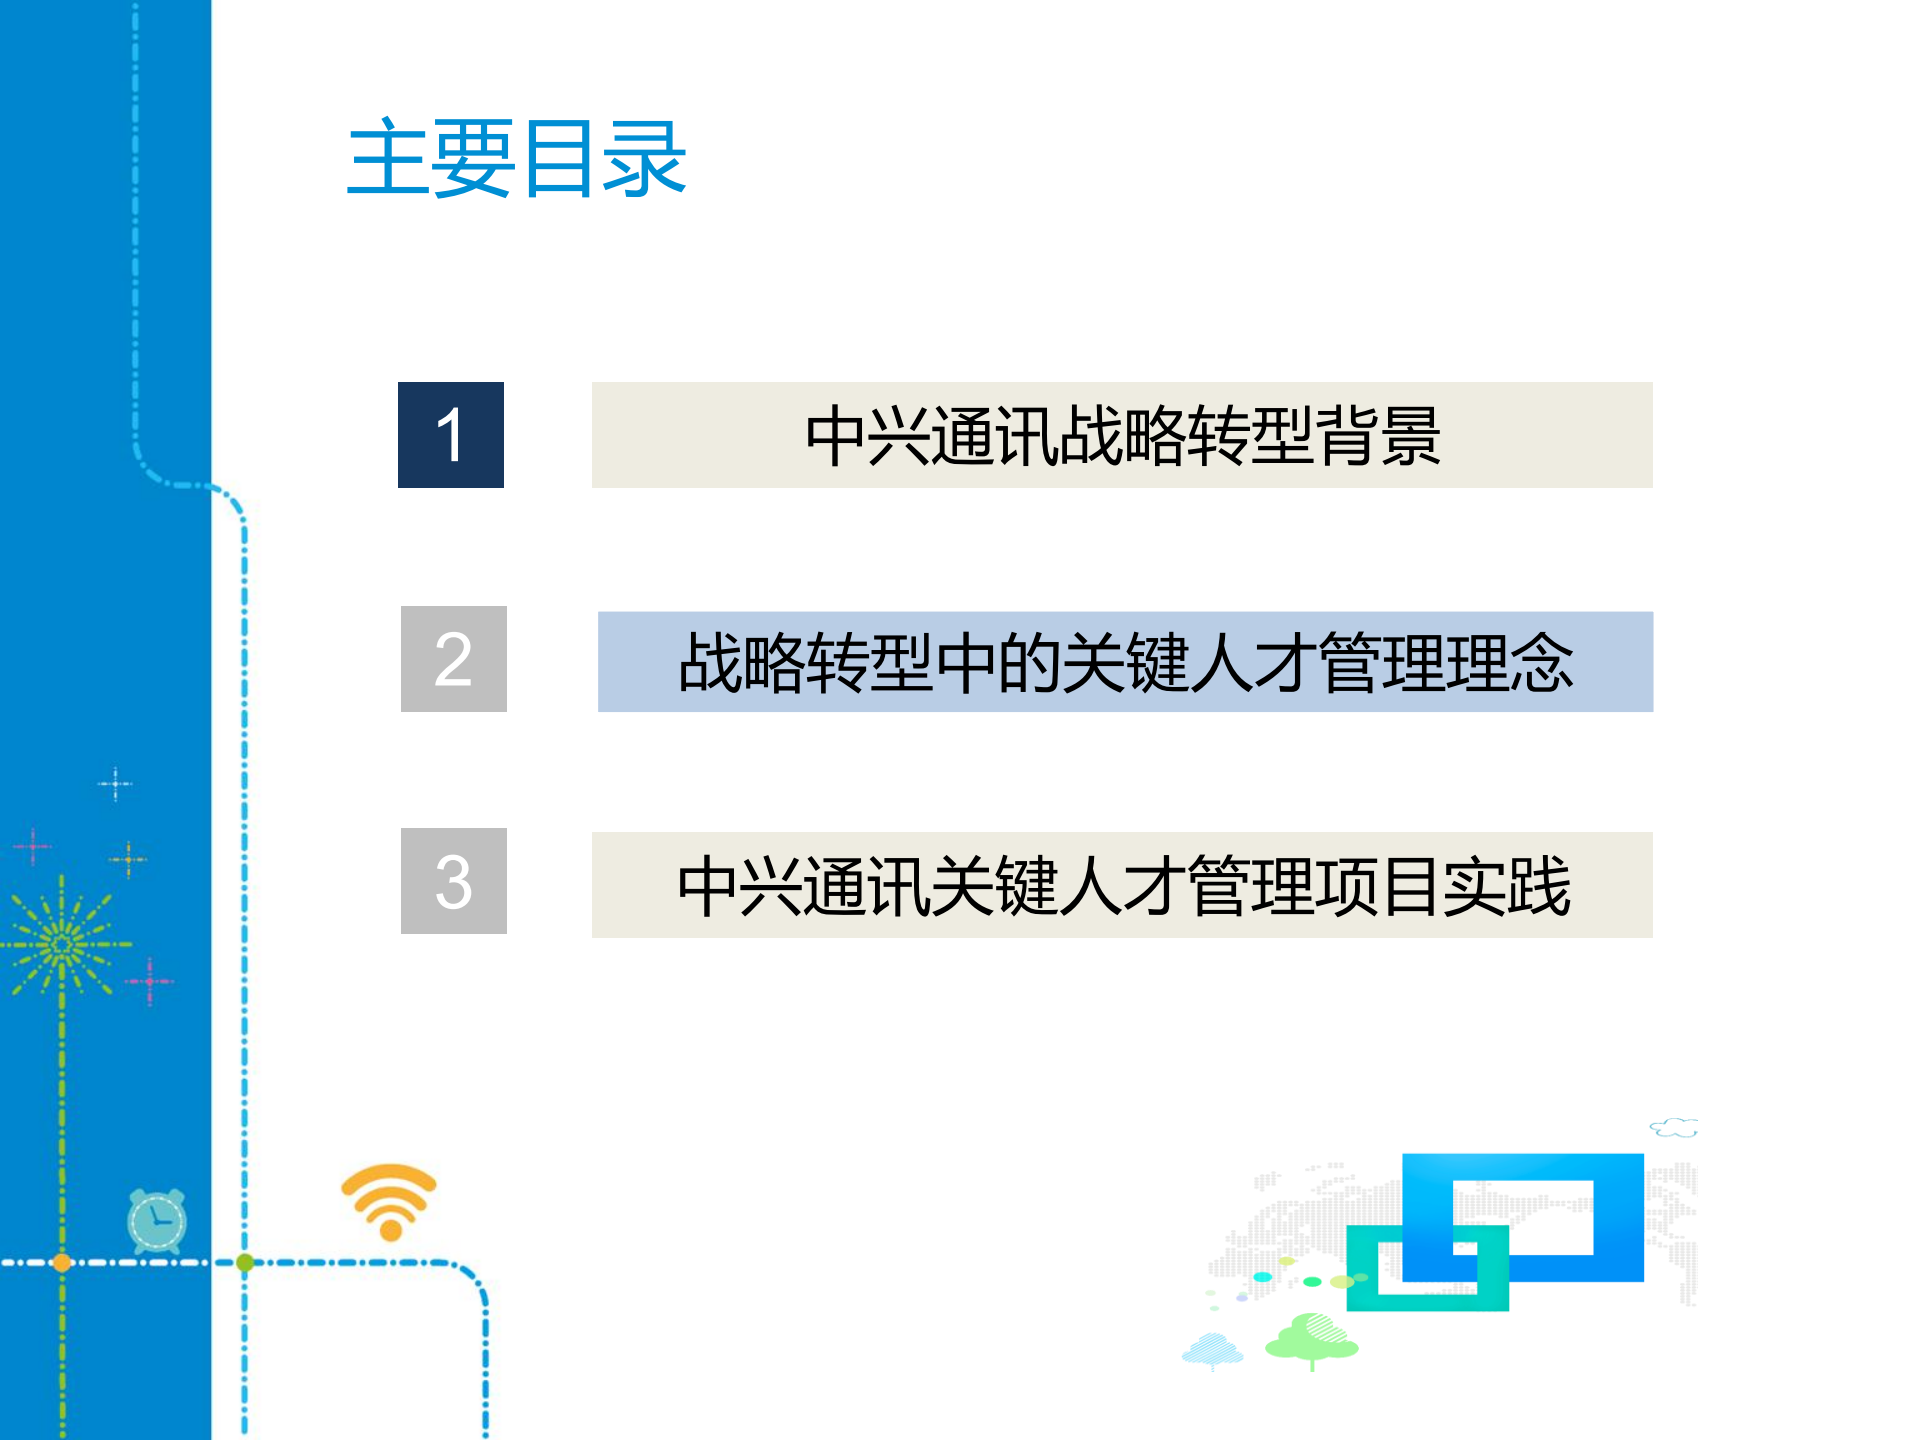 主要目录
1 中兴通讯战略转型背景
2 战略转型中的关键人才管理理念
3 中兴通讯关键人才管理项目实践